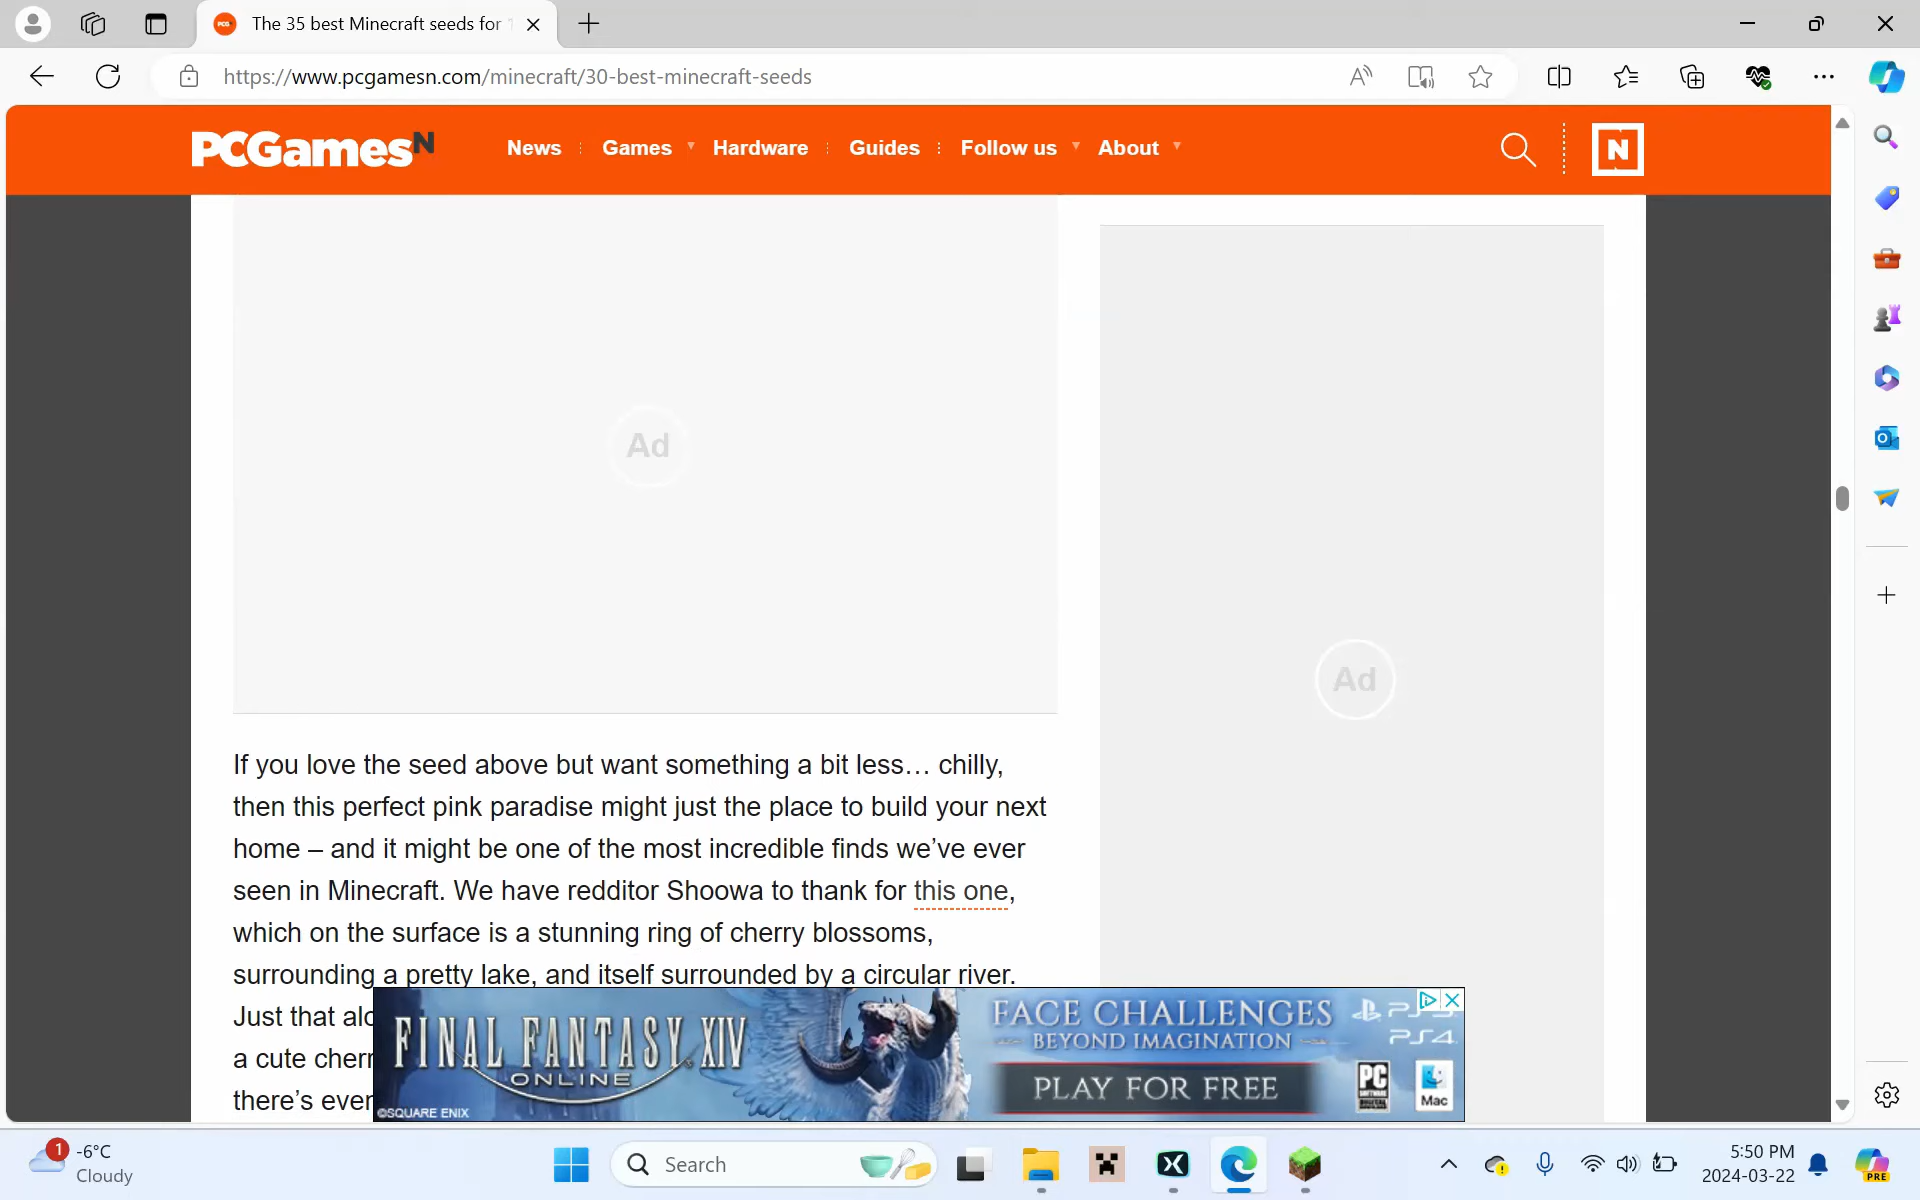 The 35 best Minecraft seeds for
https://www.pcgamesn.com/minecraft/30-best-minecraft-seeds
PCGamesN
News
Games
Hardware
Guides
Follow us
About
N
Ad
Ad
If you love the seed above but want something a bit less… chilly,
then this perfect pink paradise might just the place to build your next
home – and it might be one of the most incredible finds we’ve ever
seen in Minecraft. We have redditor Shoowa to thank for this one,
which on the surface is a stunning ring of cherry blossoms,
surrounding a pretty lake, and itself surrounded by a circular river.
Just that
a cute
there’s ever
FINAL FANTASY XIV
ONLINE
©SQUARE ENIX
FACE CHALLENGES
BEYOND IMAGINATION
PLAY FOR FREE
PS4
PC
Mac
1
-6°C
Cloudy
Search
5:50 PM
2024-03-22
PRE